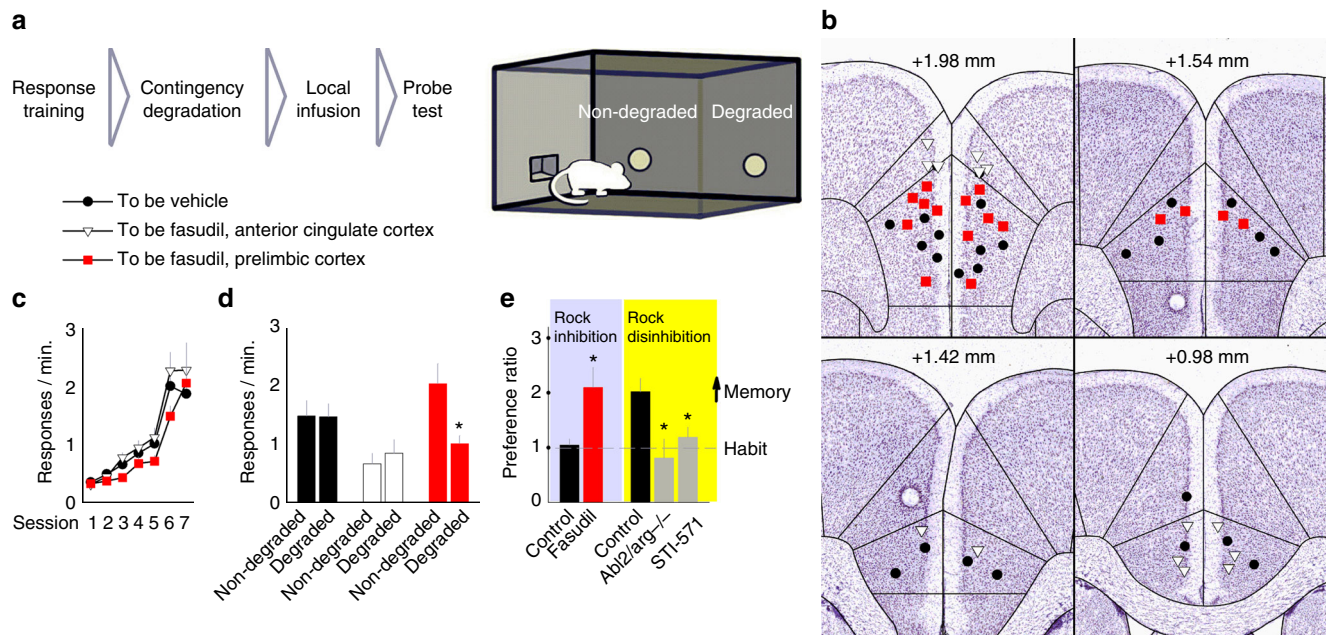 a
Response training
Contingency degradation
Local infusion
Probe test
Non-degraded
Degraded
To be vehicle
To be fasudil, anterior cingulate cortex
To be fasudil, prelimbic cortex
b
+1.98 mm
+1.54 mm
+1.42 mm
+0.98 mm
c
Responses / min.
3
2
1
0
Session 1 2 3 4 5 6 7
d
Responses / min.
3
2
1
0
Non-degraded
Degraded
Non-degraded
Degraded
Non-degraded
Degraded
*
e
Preference ratio
3
2
1
0
Rock inhibition
Rock disinhibition
*
*
*
Memory
Habit
Control
Fasudil
Control
Abl2/arg–/–
STI-571